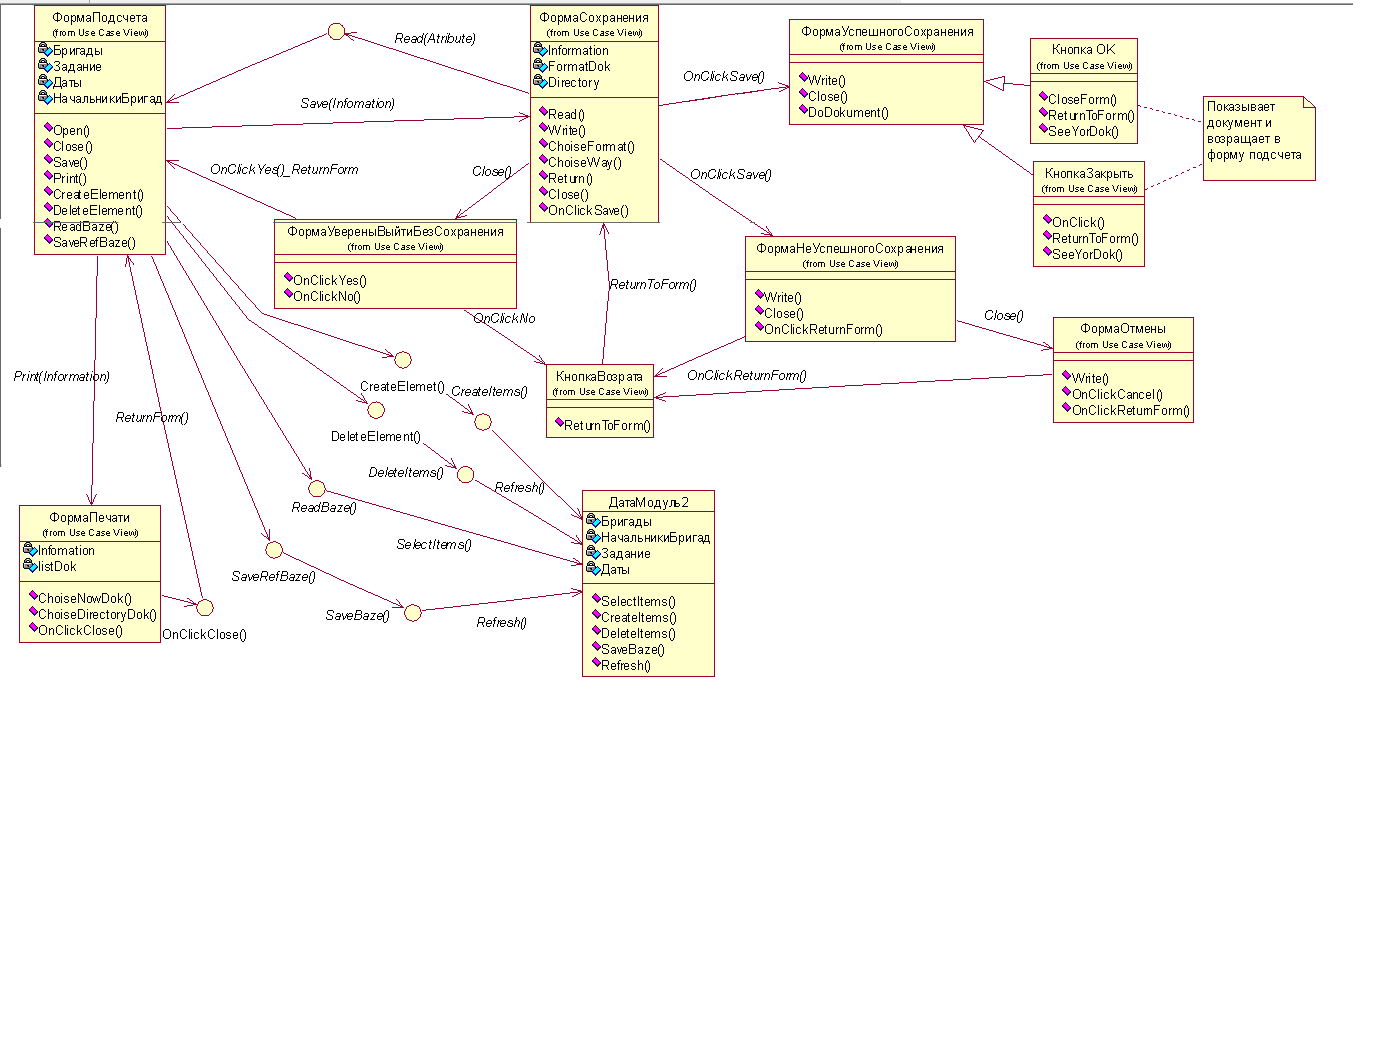 ФормаПодсчета
(from Use Case View)
Бригады
Задание
Даты
НачальникиБригад
Open()
Close()
Save()
Print()
CreateElement()
DeleteElement()
ReadBaze()
SaveRefBaze()
Read(Atribute)
Save(Infomation)
OnClickYes()_ReturnForm
Close()
ФормаСохранения
(from Use Case View)
Information
FormatDok
Directory
Read()
Write()
ChoiseFormat()
ChoiseWay()
Return()
Close()
OnClickSave()
OnClickSave()
OnClickSave()
ФормаУспешногоСохранения
(from Use Case View)
Write()
Close()
DoDokument()
Кнопка ОК
(from Use Case View)
CloseForm()
ReturnToForm()
SeeYorDok()
Показывает
документ и
возращает в
форму подсчета
КнопкаЗакрыть
(from Use Case View)
OnClick()
ReturnToForm()
SeeYorDok()
ФормаУвереныВыйтиБезСохранения
(from Use Case View)
OnClickYes()
OnClickNo()
OnClickNo
ReturnToForm()
ФормаНеУспешногоСохранения
(from Use Case View)
Write()
Close()
OnClickReturnForm()
Close()
ФормаОтмены
(from Use Case View)
Write()
OnClickCancel()
OnClickReturnForm()
OnClickReturnForm()
КнопкаВозрата
(from Use Case View)
ReturnToForm()
Print(Information)
ReturnForm()
CreateElemet()
CreateItems()
DeleteElement()
DeleteItems()
Refresh()
ReadBaze()
SelectItems()
SaveRefBaze()
SaveBaze()
Refresh()
ФормаПечати
(from Use Case View)
Infomation
listDok
ChoiseNowDok()
ChoiseDirectoryDok()
OnClickClose()
OnClickClose()
ДатаМодуль2
Бригады
НачальникиБригад
Задание
Даты
SelectItems()
CreateItems()
DeleteItems()
SaveBaze()
Refresh()